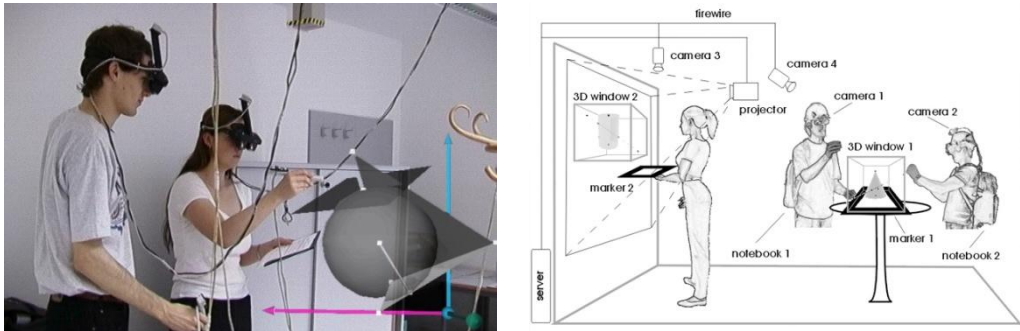 firewire
camera 3
camera 4
3D window 2
projector
camera 1
camera 2
3D window 1
marker 2
marker 1
notebook 1
notebook 2
server